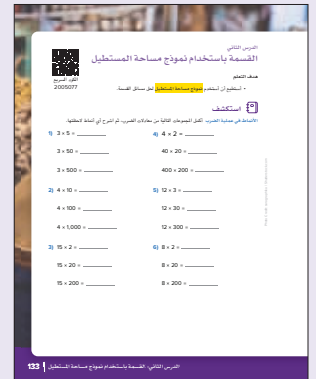 الدرس الثاني
القسمة باستخدام نموذج مساحة المستطيل
الكود السريع
2005077
هدف التعلم
• أستطيع أن أستخدم نموذج مساحة المستطيل لحل مسائل القسمة.
استكشف
الأنماط في عملية الضرب: أكمل المجموعات التالية من معادلات الضرب، ثم اشرح أي أنماط لاحظتها.
1) 3 × 5 = ________
3 × 50 = ________
3 × 500 = ________
2) 4 × 10 = ________
4 × 100 = ________
4 × 1,000 = ________
3) 15 × 2 = ________
15 × 20 = ________
15 × 200 = ________
4) 4 × 2 = ________
40 × 20 = ________
400 × 200 = ________
5) 12 × 3 = ________
12 × 30 = ________
12 × 300 = ________
6) 8 × 2 = ________
8 × 20 = ________
8 × 200 = ________
الدرس الثاني: القسمة باستخدام نموذج مساحة المستطيل 133